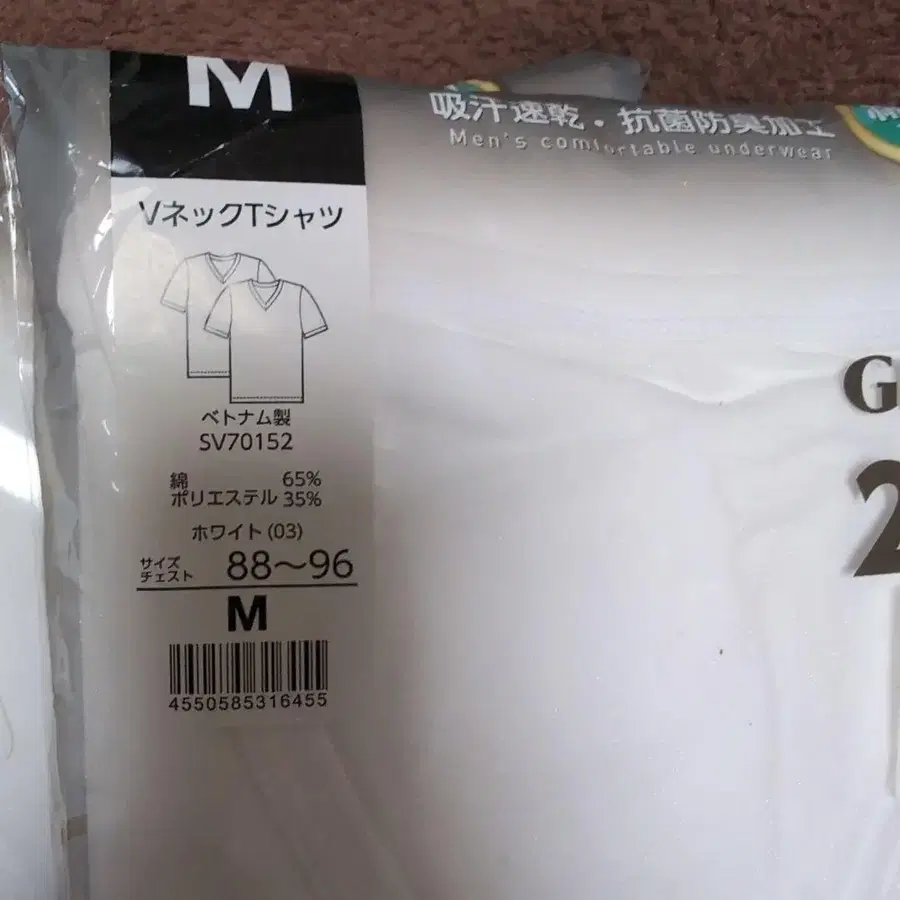 M
吸汗速乾・抗菌防臭加工
Men's comfortable underwear
VネックTシャツ
ベトナム製
SV70152
綿 65%
ポリエステル 35%
ホワイト(03)
サイズ
チェスト 88〜96
M
4550585316455
G
2